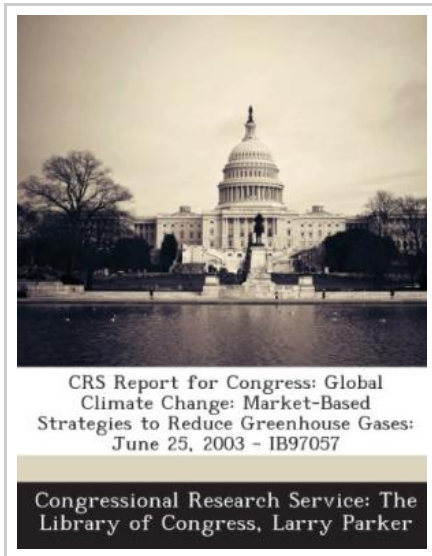 CRS Report for Congress: Global
Climate Change: Market-Based
Strategies to Reduce Greenhouse Gases:
June 25, 2003 - IB97057
Congressional Research Service: The
Library of Congress, Larry Parker